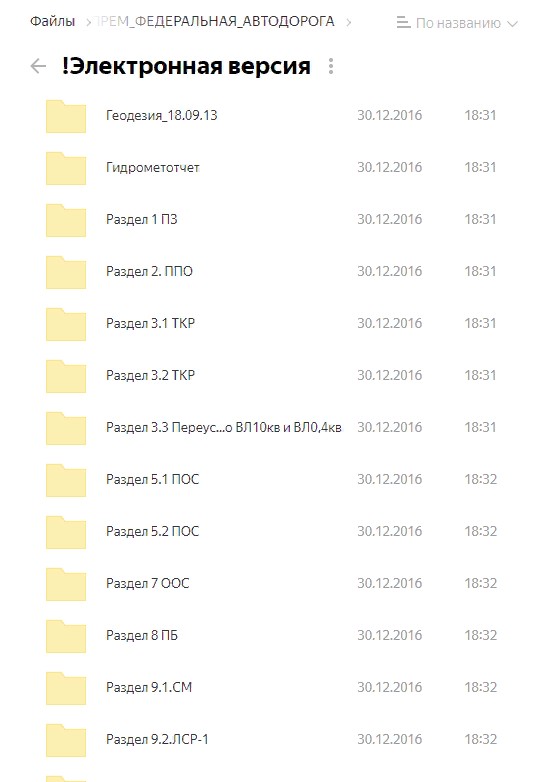 Файлы > РЕМ_ФЕДЕРАЛЬНАЯ_АВТОДОРОГА > По названию
!Электронная версия
Геодезия_18.09.13 30.12.2016 18:31
Гидрометотчет 30.12.2016 18:31
Раздел 1 ПЗ 30.12.2016 18:31
Раздел 2. ППО 30.12.2016 18:31
Раздел 3.1 ТКР 30.12.2016 18:31
Раздел 3.2 ТКР 30.12.2016 18:31
Раздел 3.3 Переус...о ВЛ10кв и ВЛ0,4кв 30.12.2016 18:31
Раздел 5.1 ПОС 30.12.2016 18:32
Раздел 5.2 ПОС 30.12.2016 18:32
Раздел 7 ООС 30.12.2016 18:32
Раздел 8 ПБ 30.12.2016 18:32
Раздел 9.1.СМ 30.12.2016 18:32
Раздел 9.2.ЛСР-1 30.12.2016 18:32